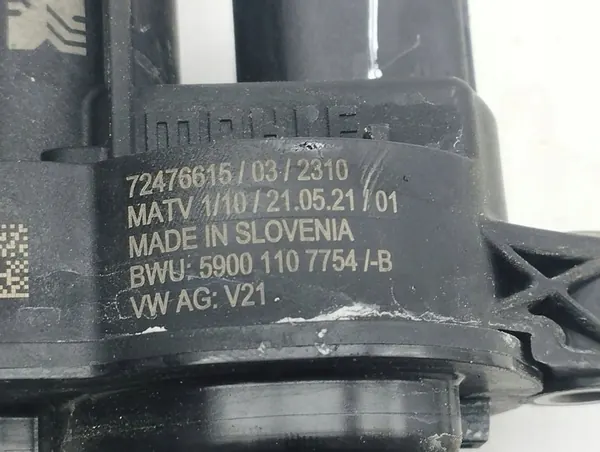 MAHLE
72476615/03/2310
MATV 1/10/21.05.21/01
MADE IN SLOVENIA
BWU: 5900 110 7754/-B
VW AG: V21